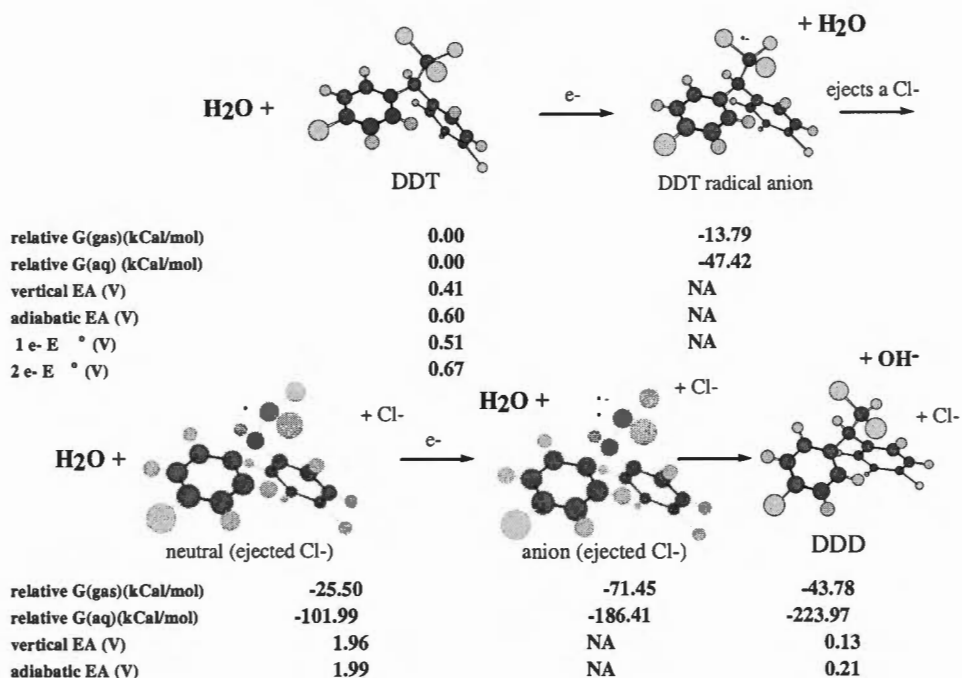 + H2O
H2O +
e-
ejects a Cl-
DDT
DDT radical anion
relative G(gas)(kCal/mol) 0.00 -13.79
relative G(aq) (kCal/mol) 0.00 -47.42
vertical EA (V) 0.41 NA
adiabatic EA (V) 0.60 NA
1 e- E ° (V) 0.51 NA
2 e- E ° (V) 0.67
+ OH-
+ Cl-
H2O +
+ Cl-
+ Cl-
H2O +
e-
neutral (ejected Cl-)
anion (ejected Cl-)
DDD
relative G(gas)(kCal/mol) -25.50 -71.45 -43.78
relative G(aq)(kCal/mol) -101.99 -186.41 -223.97
vertical EA (V) 1.96 NA 0.13
adiabatic EA (V) 1.99 NA 0.21